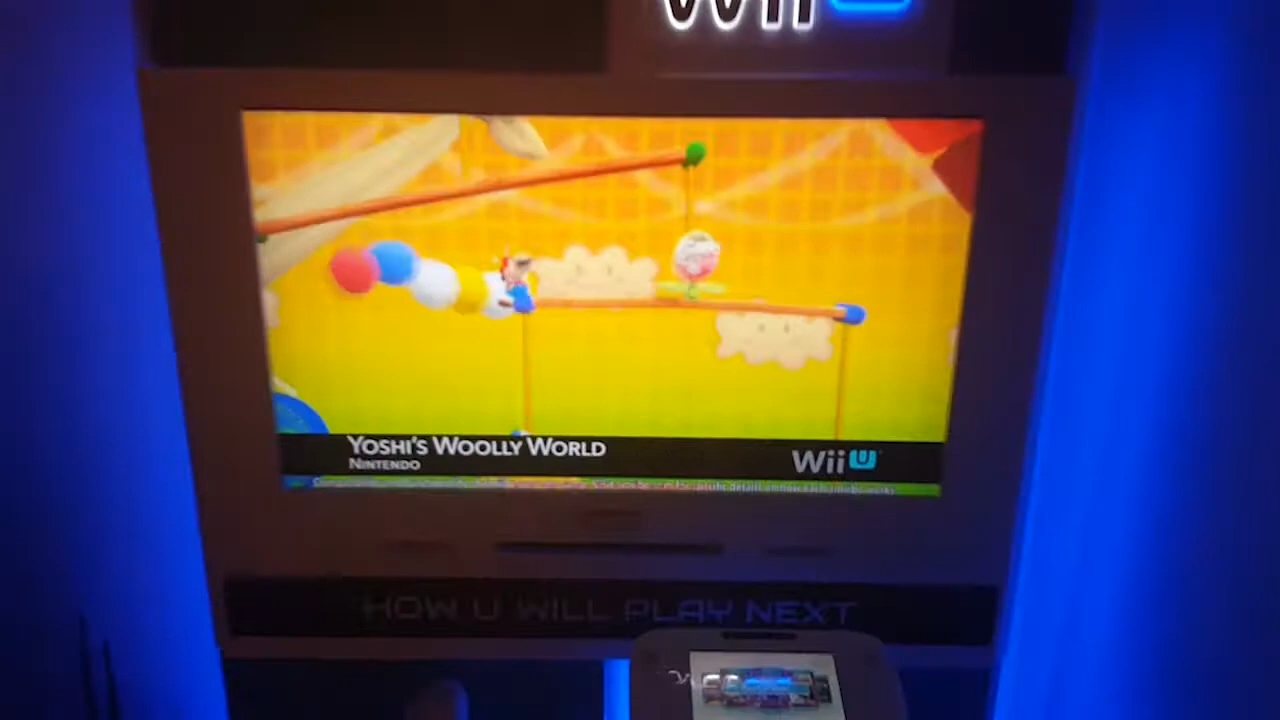 Wii U
YOSHI'S WOOLLY WORLD
NINTENDO
Wii U
HOW U WILL PLAY NEXT